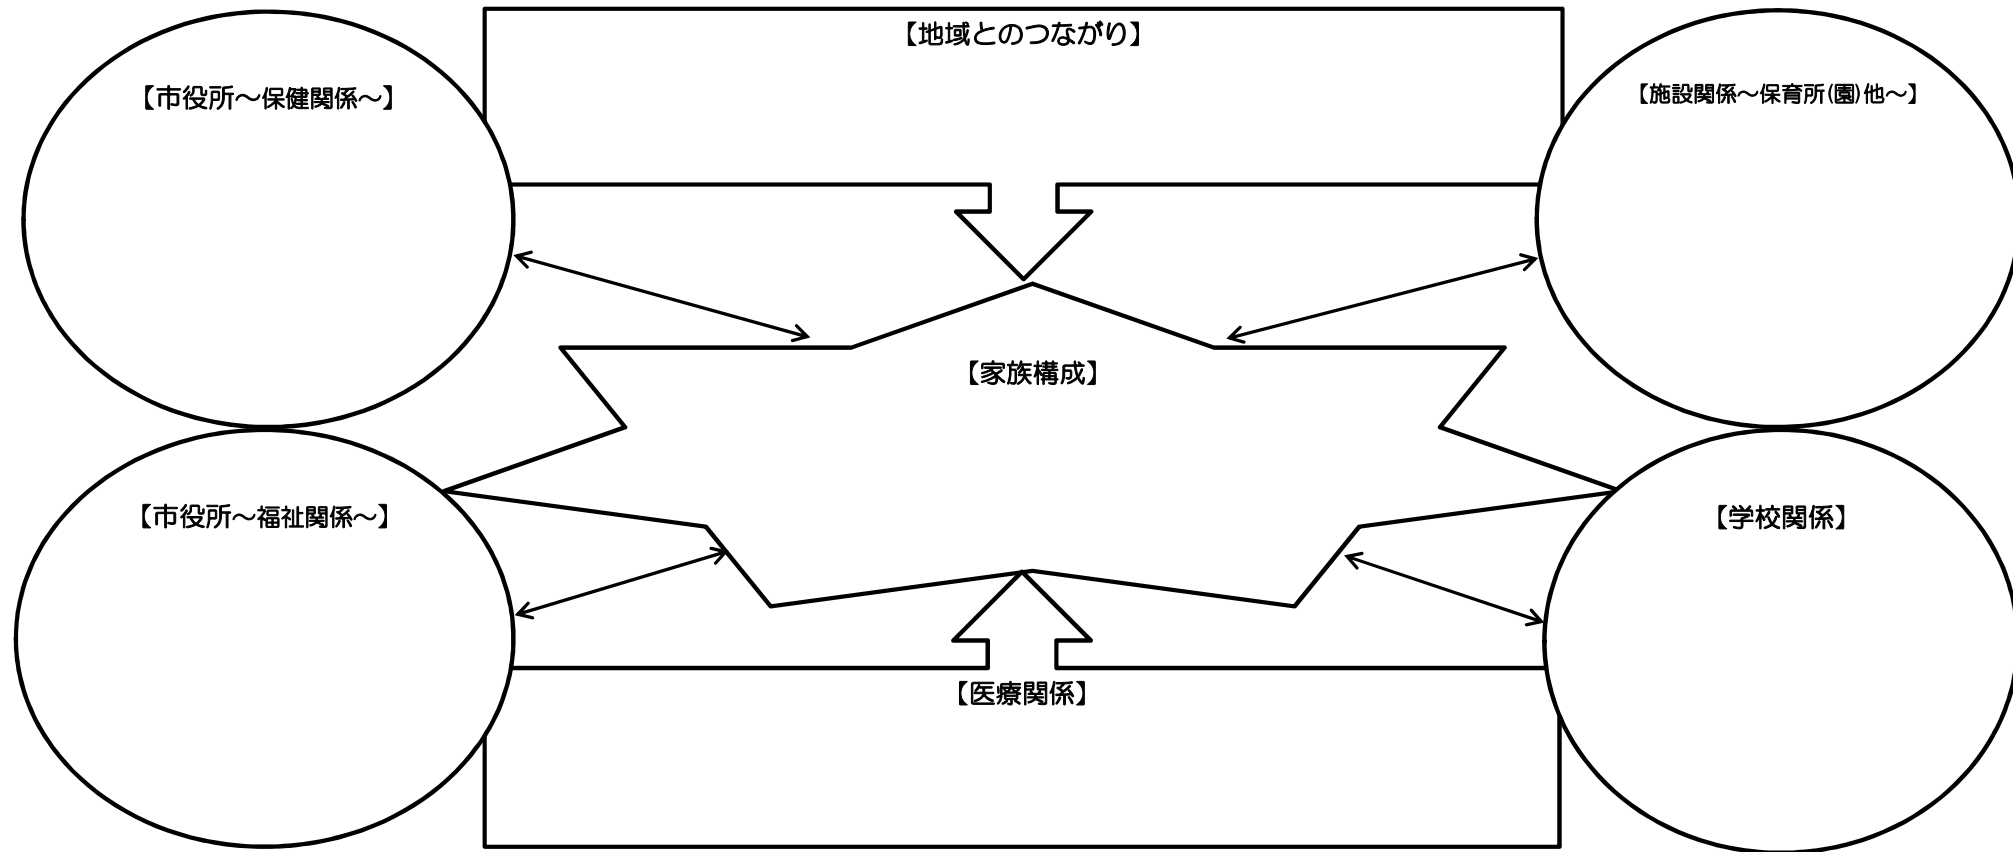 【地域とのつながり】
【市役所～保健関係～】
【施設関係～保育所(園)他～】
【家族構成】
【市役所～福祉関係～】
【学校関係】
【医療関係】